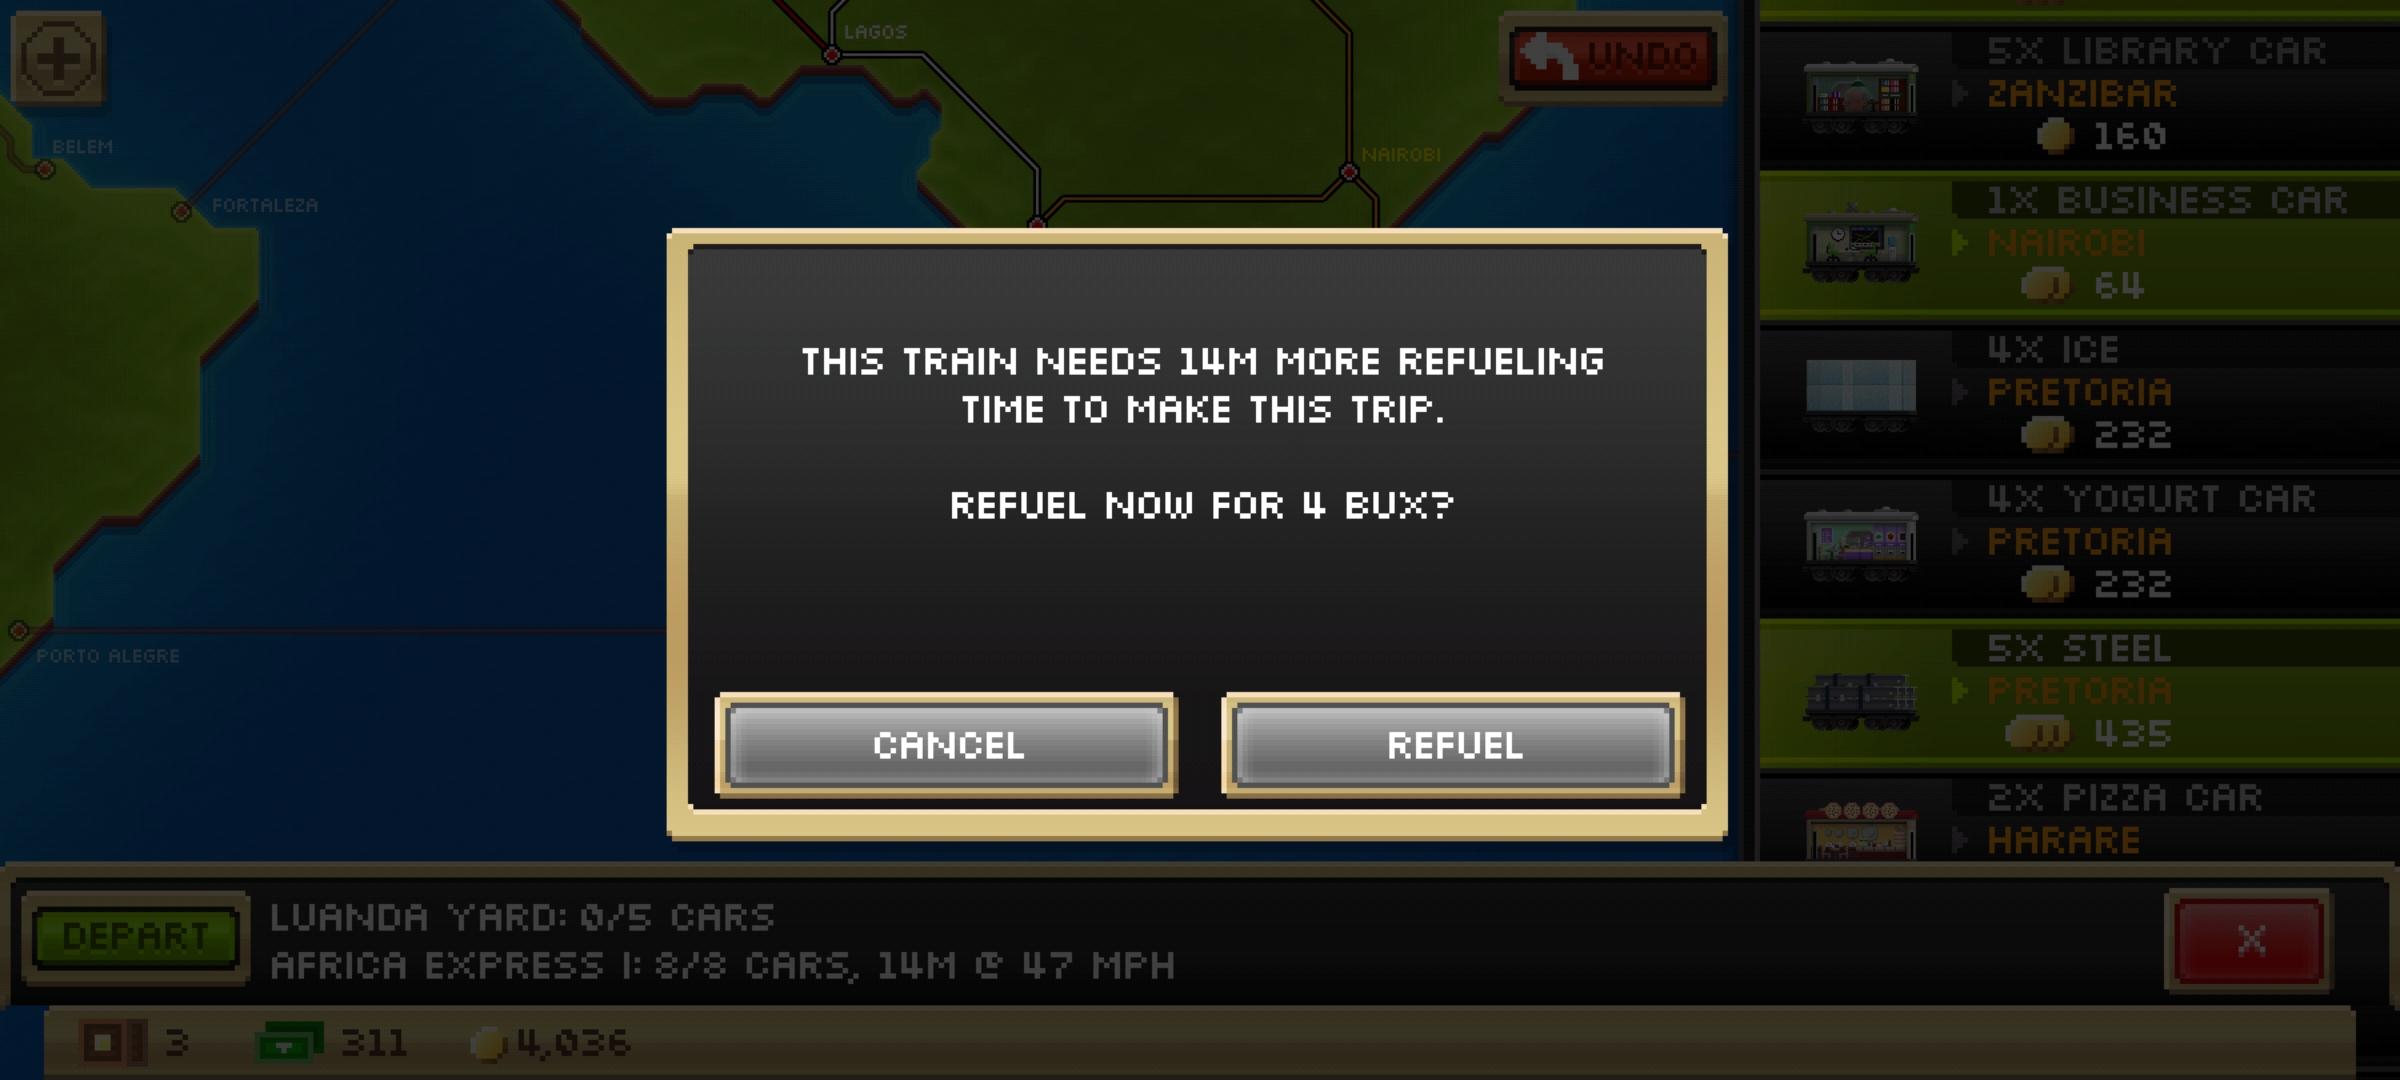 LAGOS
UNDO
BELEM
NAIROBI
FORTALEZA
PORTO ALEGRE
5X LIBRARY CAR
ZANZIBAR
160
1X BUSINESS CAR
NAIROBI
64
4X ICE
PRETORIA
232
4X YOGURT CAR
PRETORIA
232
5X STEEL
PRETORIA
435
2X PIZZA CAR
HARARE
THIS TRAIN NEEDS 14M MORE REFUELING
TIME TO MAKE THIS TRIP.
REFUEL NOW FOR 4 BUX?
CANCEL
REFUEL
DEPART
LUANDA YARD: 0/5 CARS
AFRICA EXPRESS I: 8/8 CARS, 14M @ 47 MPH
X
3
311
4,036